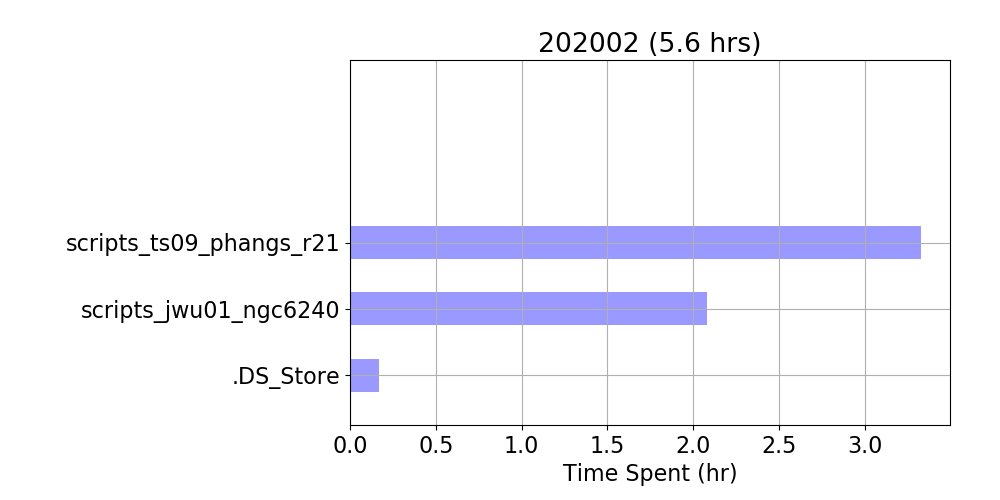 202002 (5.6 hrs)
scripts_ts09_phangs_r21
scripts_jwu01_ngc6240
.DS_Store
0.0 0.5 1.0 1.5 2.0 2.5 3.0
Time Spent (hr)